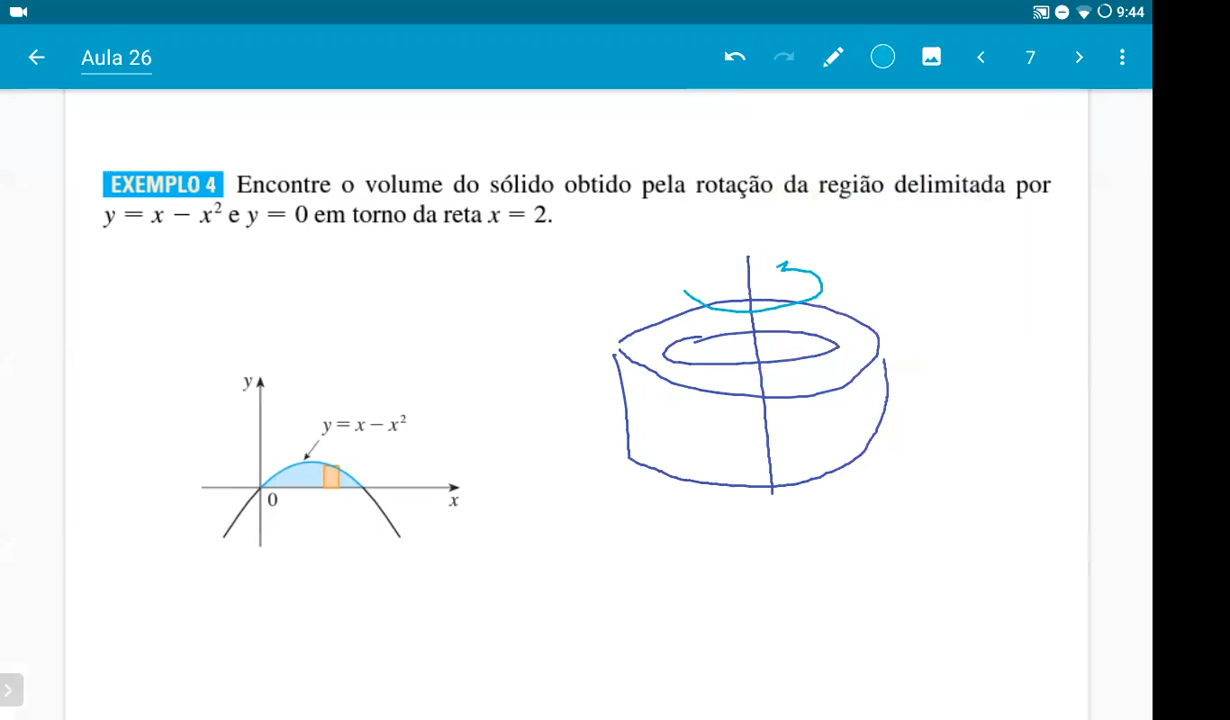 9:44
Aula 26
7
EXEMPLO 4 Encontre o volume do sólido obtido pela rotação da região delimitada por
y = x − x² e y = 0 em torno da reta x = 2.
y
y = x − x²
0
x